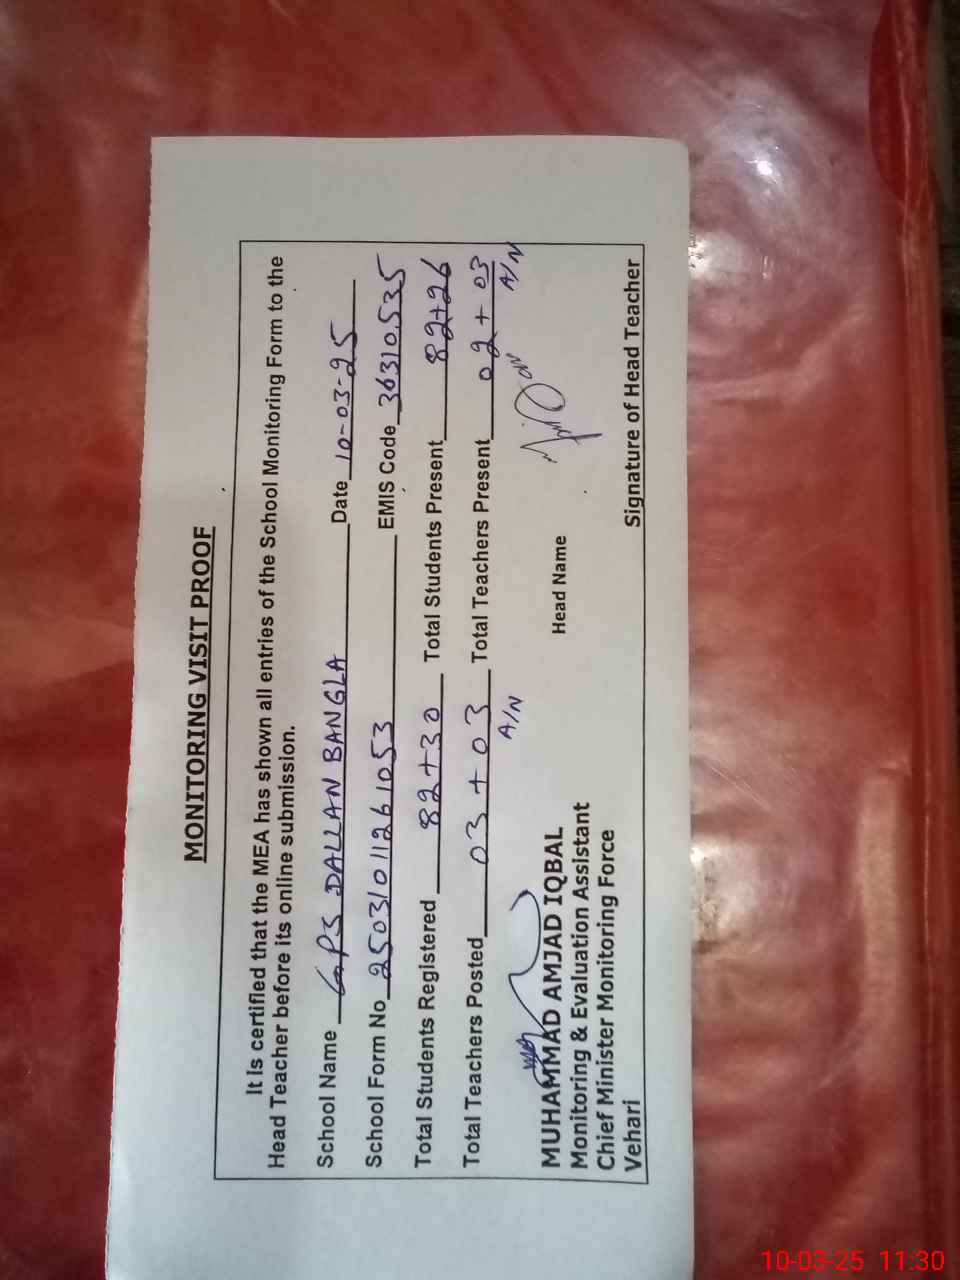 MONITORING VISIT PROOF
It is certified that the MEA has shown all entries of the School Monitoring Form to the
Head Teacher before its online submission.
School Name GPS DALLAN BANGLA Date 10-03-25
School Form No 25031011261053 EMIS Code 36310535
Total Students Registered 82+30 Total Students Present 82+26
Total Teachers Posted 03 + 03 Total Teachers Present 02 + 03
A/N A/N
MUHAMMAD AMJAD IQBAL Head Name
Monitoring & Evaluation Assistant
Chief Minister Monitoring Force
Vehari Signature of Head Teacher
10-03-25 11:30